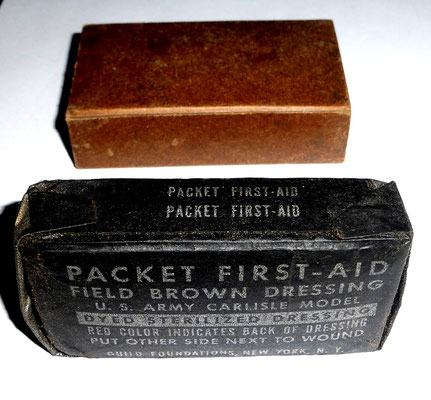 PACKET FIRST-AID
PACKET FIRST-AID
PACKET FIRST-AID
FIELD BROWN DRESSING
U. S. ARMY CARLISLE MODEL
DYED STERILIZED DRESSING
RED COLOR INDICATES BACK OF DRESSING
PUT OTHER SIDE NEXT TO WOUND
GUILD FOUNDATIONS, NEW YORK, N. Y.